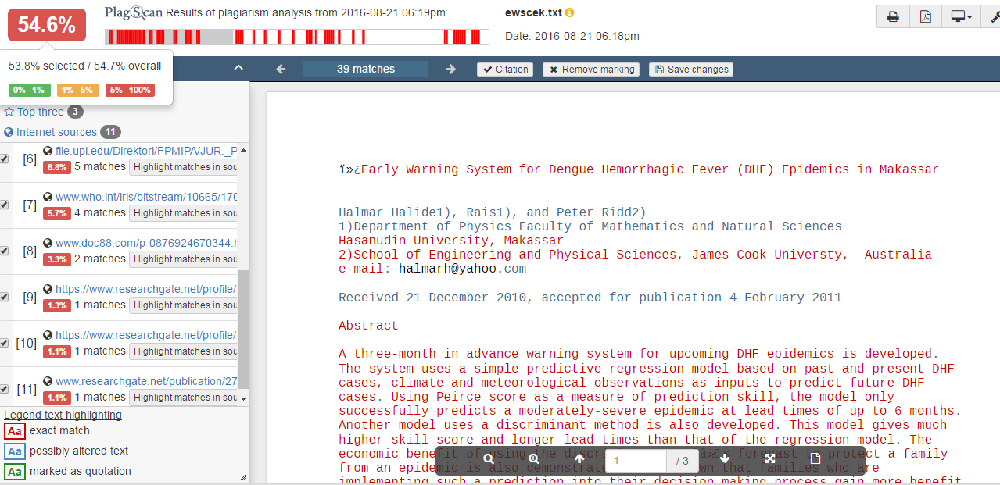 54.6%
PlagScan Results of plagiarism analysis from 2016-08-21 06:19pm
ewscek.txt
Date: 2016-08-21 06:18pm
53.8% selected / 54.7% overall
0% - 1% 1% - 5% 5% - 100%
39 matches
Citation
Remove marking
Save changes
Top three 3
Internet sources 11
[6] file.upi.edu/Direktori/FPMIPA/JUR._P
6.8% 5 matches Highlight matches in sou
[7] www.who.int/iris/bitstream/10665/170
5.7% 4 matches Highlight matches in sou
[8] www.doc88.com/p-0876924670344.h
3.3% 2 matches Highlight matches in sou
[9] https://www.researchgate.net/profile/
1.3% 1 matches Highlight matches in sou
[10] https://www.researchgate.net/profile/
1.1% 1 matches Highlight matches in sou
[11] www.researchgate.net/publication/27
1.1% 1 matches Highlight matches in sou
Legend text highlighting
Aa exact match
Aa possibly altered text
Aa marked as quotation
ï»¿Early Warning System for Dengue Hemorrhagic Fever (DHF) Epidemics in Makassar
Halmar Halide1), Rais1), and Peter Ridd2)
1)Department of Physics Faculty of Mathematics and Natural Sciences
Hasanudin University, Makassar
2)School of Engineering and Physical Sciences, James Cook Universty, Australia
e-mail: halmarh@yahoo.com
Received 21 December 2010, accepted for publication 4 February 2011
Abstract
A three-month in advance warning system for upcoming DHF epidemics is developed.
The system uses a simple predictive regression model based on past and present DHF
cases, climate and meteorological observations as inputs to predict future DHF
cases. Using Peirce score as a measure of prediction skill, the model only
successfully predicts a moderately-severe epidemic at lead times of up to 6 months.
Another model uses a discriminant method is also developed. This model gives much
higher skill score and longer lead times than that of the regression model. The
economic benefit of using the discri forecast to protect a family
from an epidemic is also demonstrate wn that families who are
implementing such a prediction into their decision making process gain more benefit
1 / 3